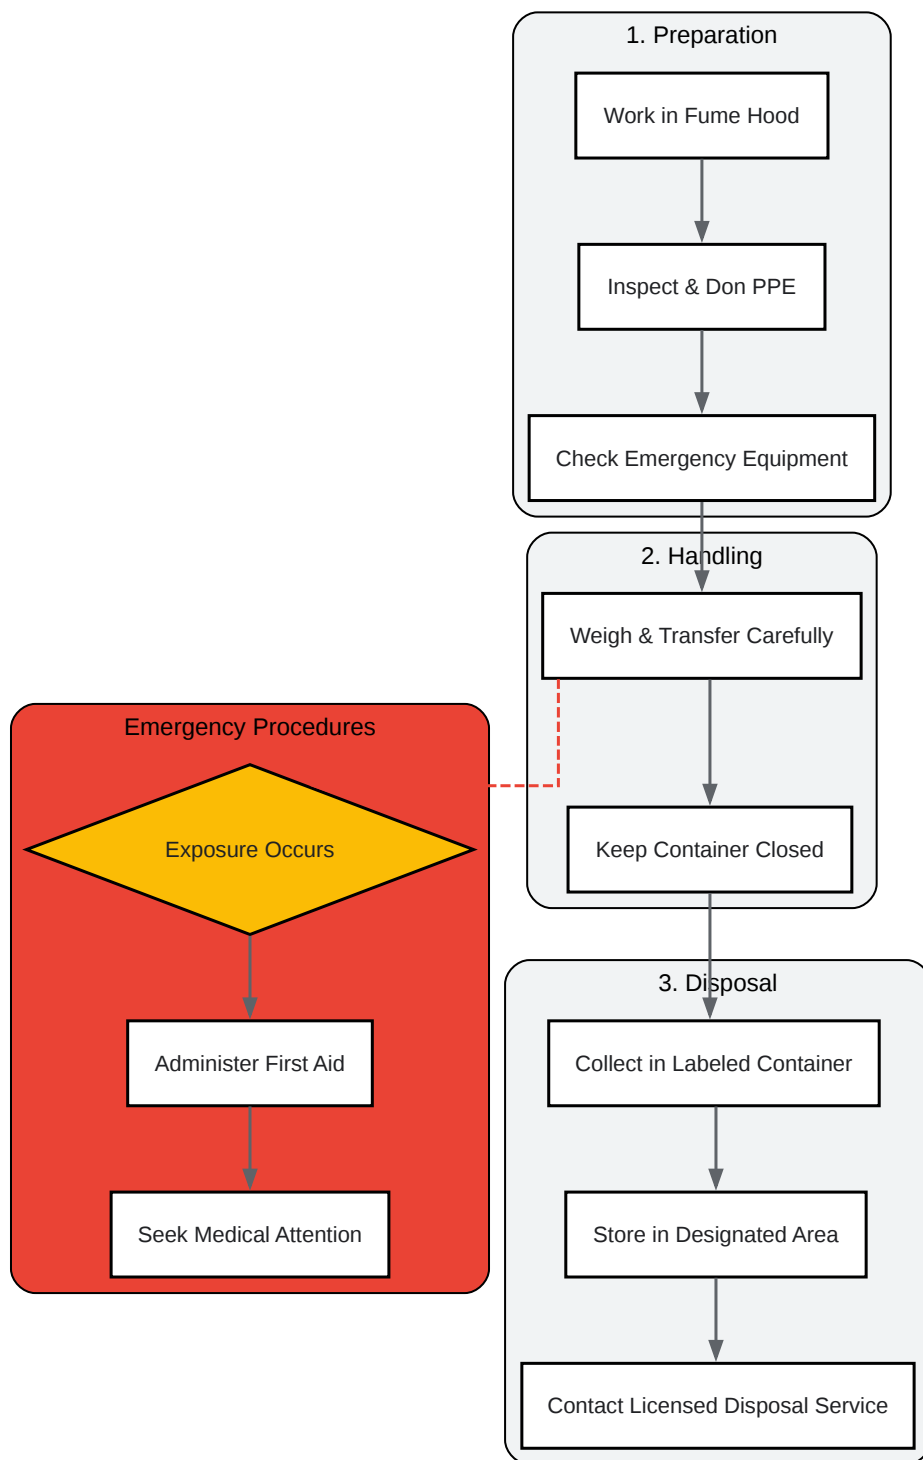 1. Preparation
Work in Fume Hood
Inspect & Don PPE
Check Emergency Equipment
2. Handling
Weigh & Transfer Carefully
Keep Container Closed
Emergency Procedures
Exposure Occurs
Administer First Aid
Seek Medical Attention
3. Disposal
Collect in Labeled Container
Store in Designated Area
Contact Licensed Disposal Service